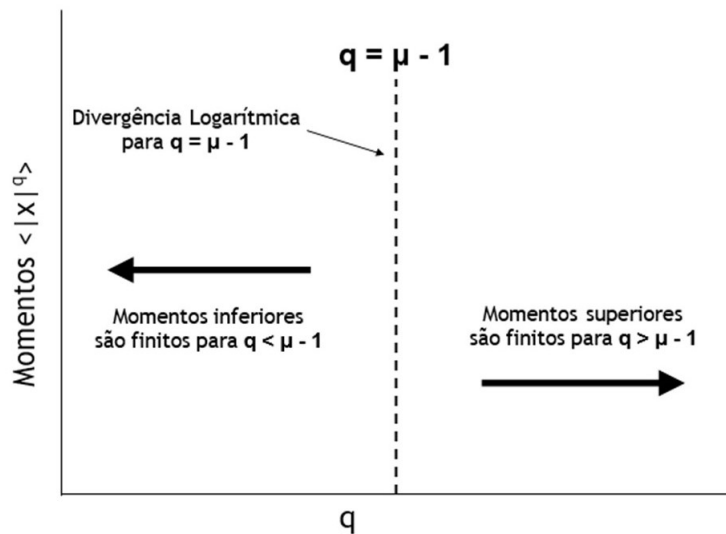 q = μ - 1
Divergência Logarítmica
para q = μ - 1
Momentos < |x|^q>
Momentos inferiores
são finitos para q < μ - 1
Momentos superiores
são finitos para q > μ - 1
q